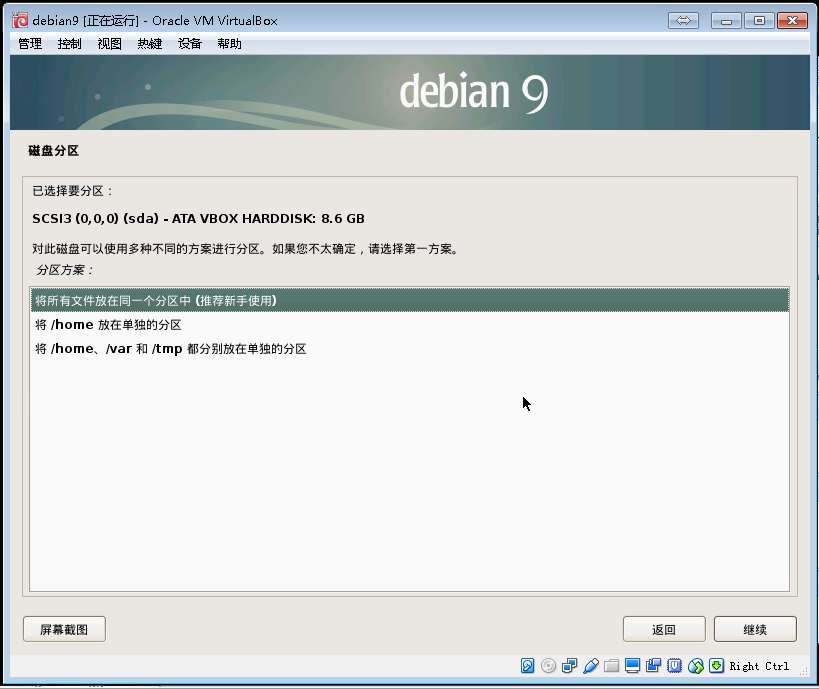 debian9 [正在运行] - Oracle VM VirtualBox
管理 控制 视图 热键 设备 帮助
debian 9
磁盘分区
已选择要分区：
SCSI3 (0,0,0) (sda) - ATA VBOX HARDDISK: 8.6 GB
对此磁盘可以使用多种不同的方案进行分区。如果您不太确定，请选择第一方案。
分区方案：
将所有文件放在同一个分区中 (推荐新手使用)
将 /home 放在单独的分区
将 /home、/var 和 /tmp 都分别放在单独的分区
屏幕截图 返回 继续
Right Ctrl